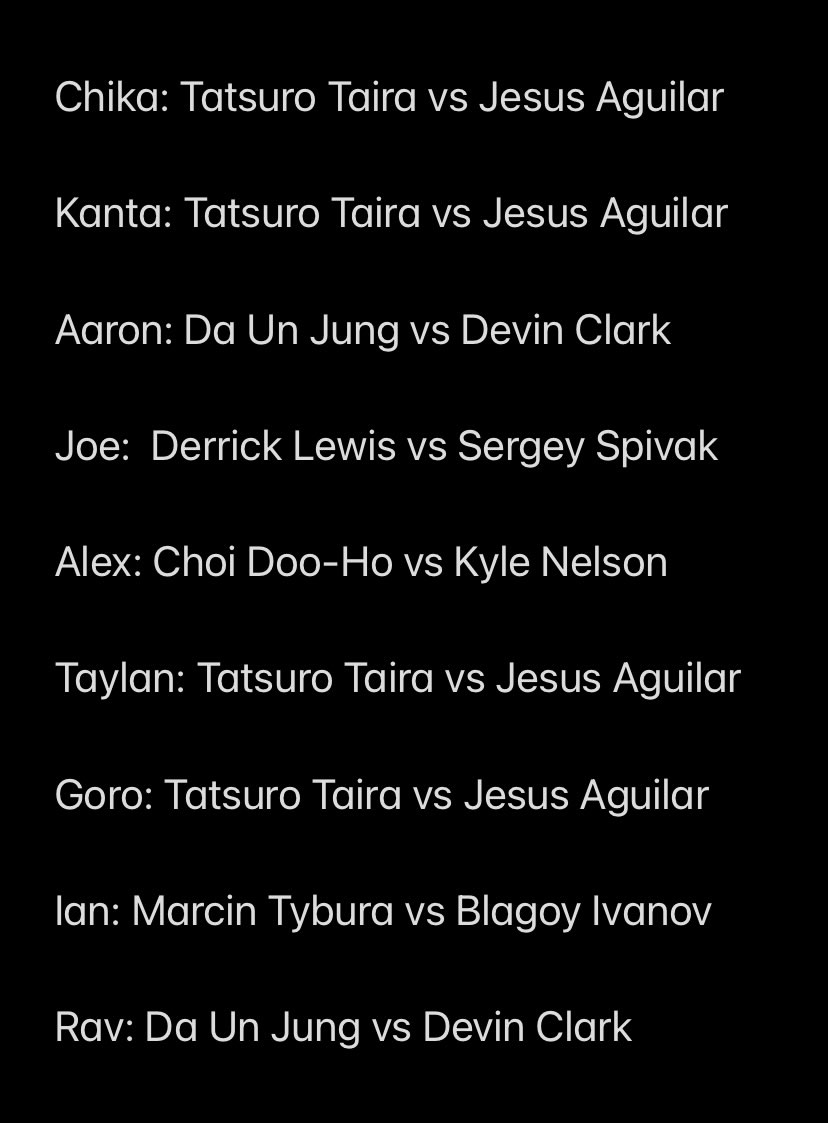 Chika: Tatsuro Taira vs Jesus Aguilar
Kanta: Tatsuro Taira vs Jesus Aguilar
Aaron: Da Un Jung vs Devin Clark
Joe:  Derrick Lewis vs Sergey Spivak
Alex: Choi Doo-Ho vs Kyle Nelson
Taylan: Tatsuro Taira vs Jesus Aguilar
Goro: Tatsuro Taira vs Jesus Aguilar
Ian: Marcin Tybura vs Blagoy Ivanov
Rav: Da Un Jung vs Devin Clark